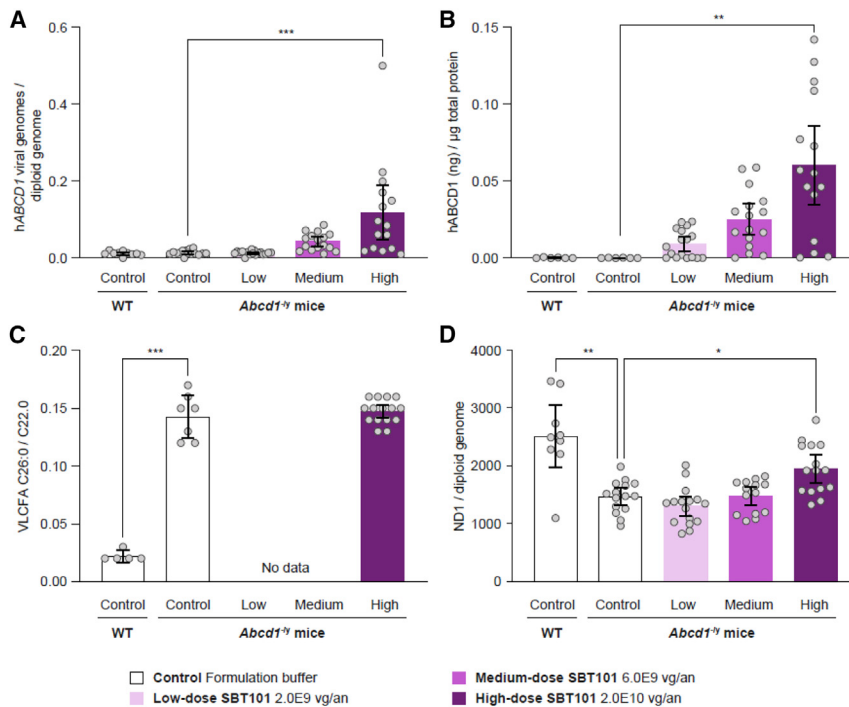 A
0.6
***
0.4
0.2
0.0
hABCD1 viral genomes /
diploid genome
Control Control Low Medium High
WT Abcd1-/y mice
B
0.15
**
0.10
0.05
0.00
hABCD1 (ng) / µg total protein
Control Control Low Medium High
WT Abcd1-/y mice
C
0.20
***
0.15
0.10
0.05
0.00
VLCFA C26:0 / C22.0
No data
Control Control Low Medium High
WT Abcd1-/y mice
D
4000
** *
3000
2000
1000
0
ND1 / diploid genome
Control Control Low Medium High
WT Abcd1-/y mice
Control Formulation buffer
Low-dose SBT101 2.0E9 vg/an
Medium-dose SBT101 6.0E9 vg/an
High-dose SBT101 2.0E10 vg/an